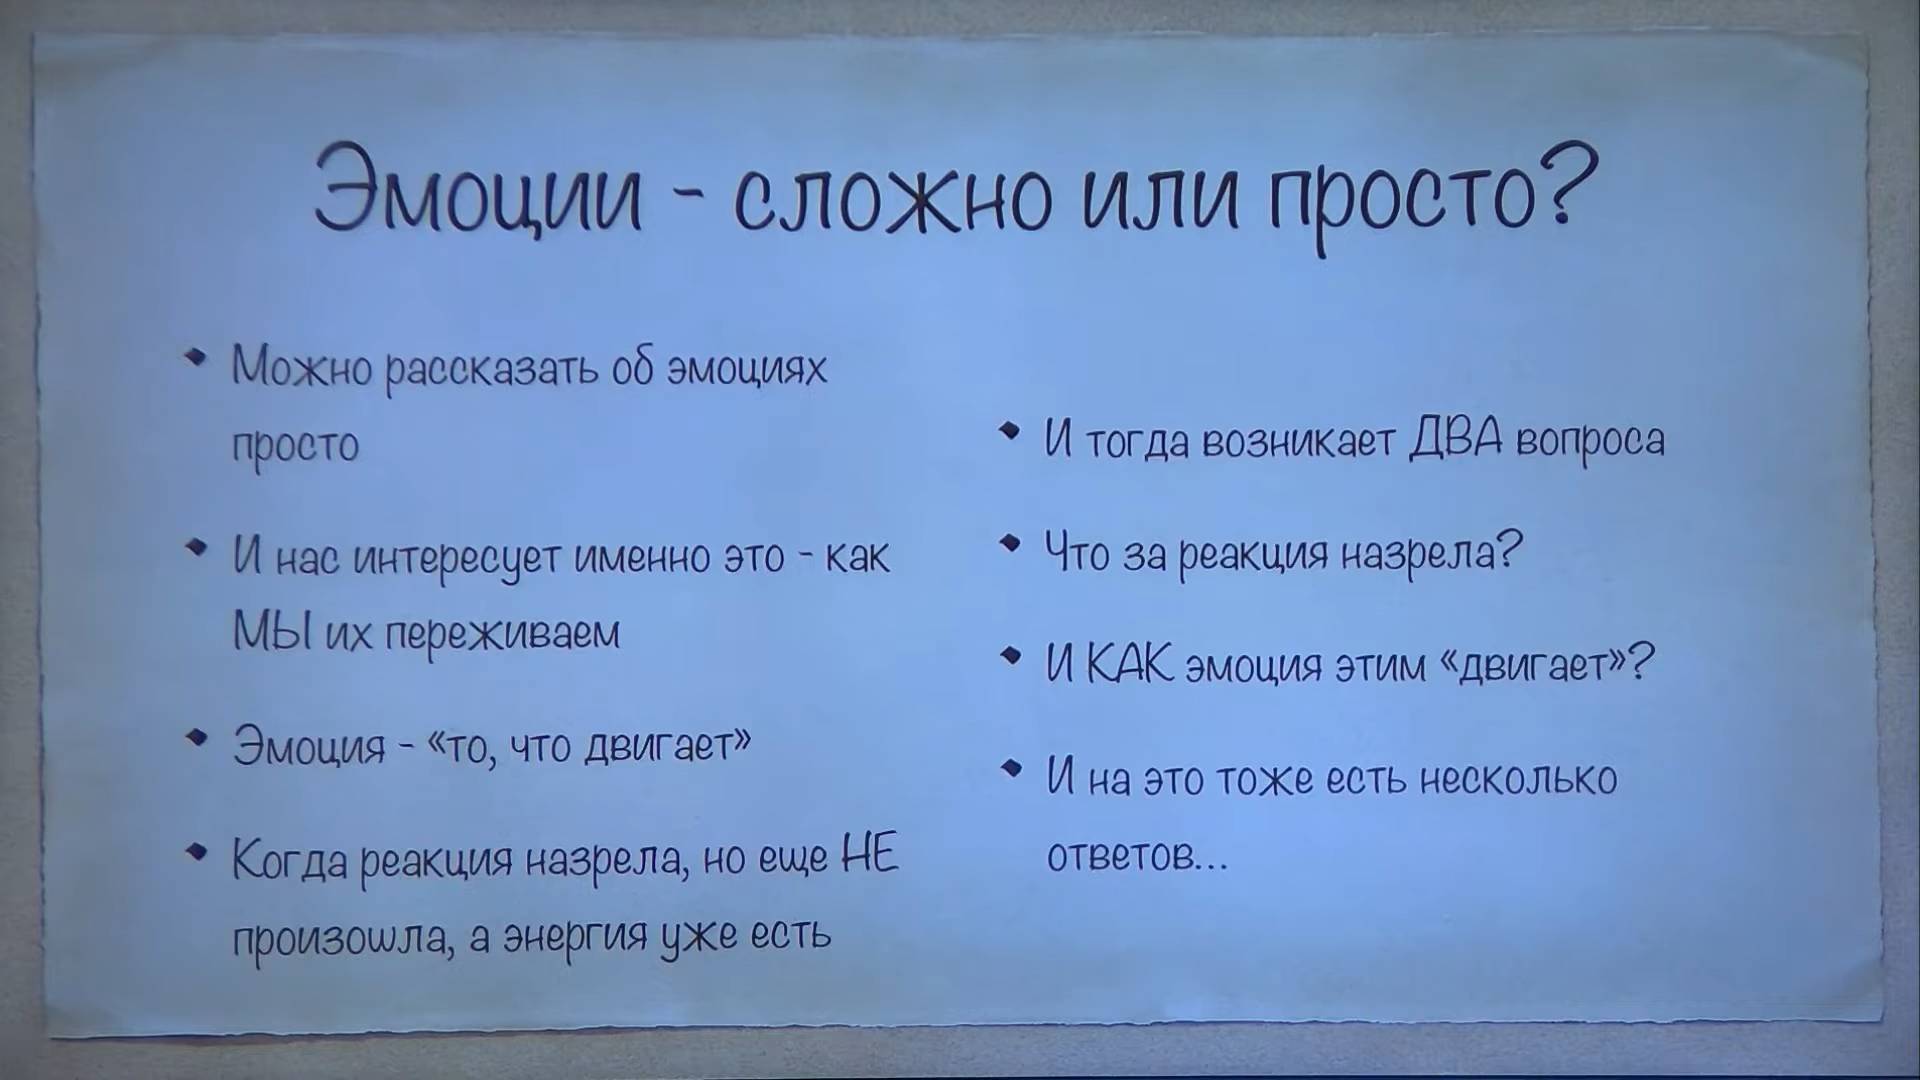 Эмоции - сложно или просто?
Можно рассказать об эмоциях
просто
И нас интересует именно это - как
МЫ их переживаем
Эмоция - «то, что двигает»
Когда реакция назрела, но еще НЕ
произошла, а энергия уже есть
И тогда возникает ДВА вопроса
Что за реакция назрела?
И КАК эмоция этим «двигает»?
И на это тоже есть несколько
ответов...